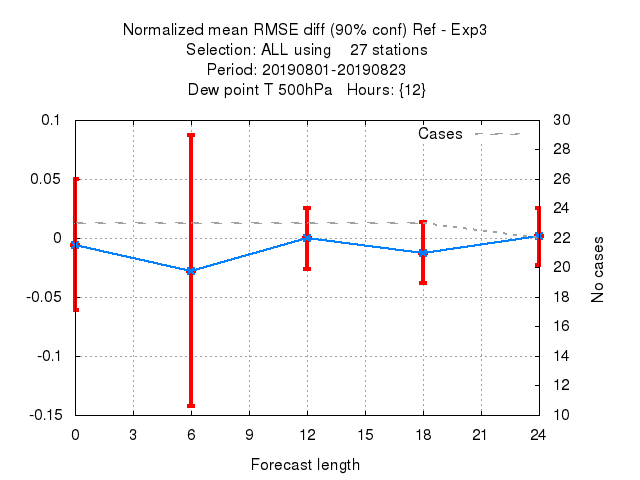 Normalized mean RMSE diff (90% conf) Ref - Exp3
Selection: ALL using 27 stations
Period: 20190801-20190823
Dew point T 500hPa Hours: {12}
Cases
0.1
0.05
0
-0.05
-0.1
-0.15
30
28
26
24
22
20
18
16
14
12
10
No cases
0 3 6 9 12 15 18 21 24
Forecast length